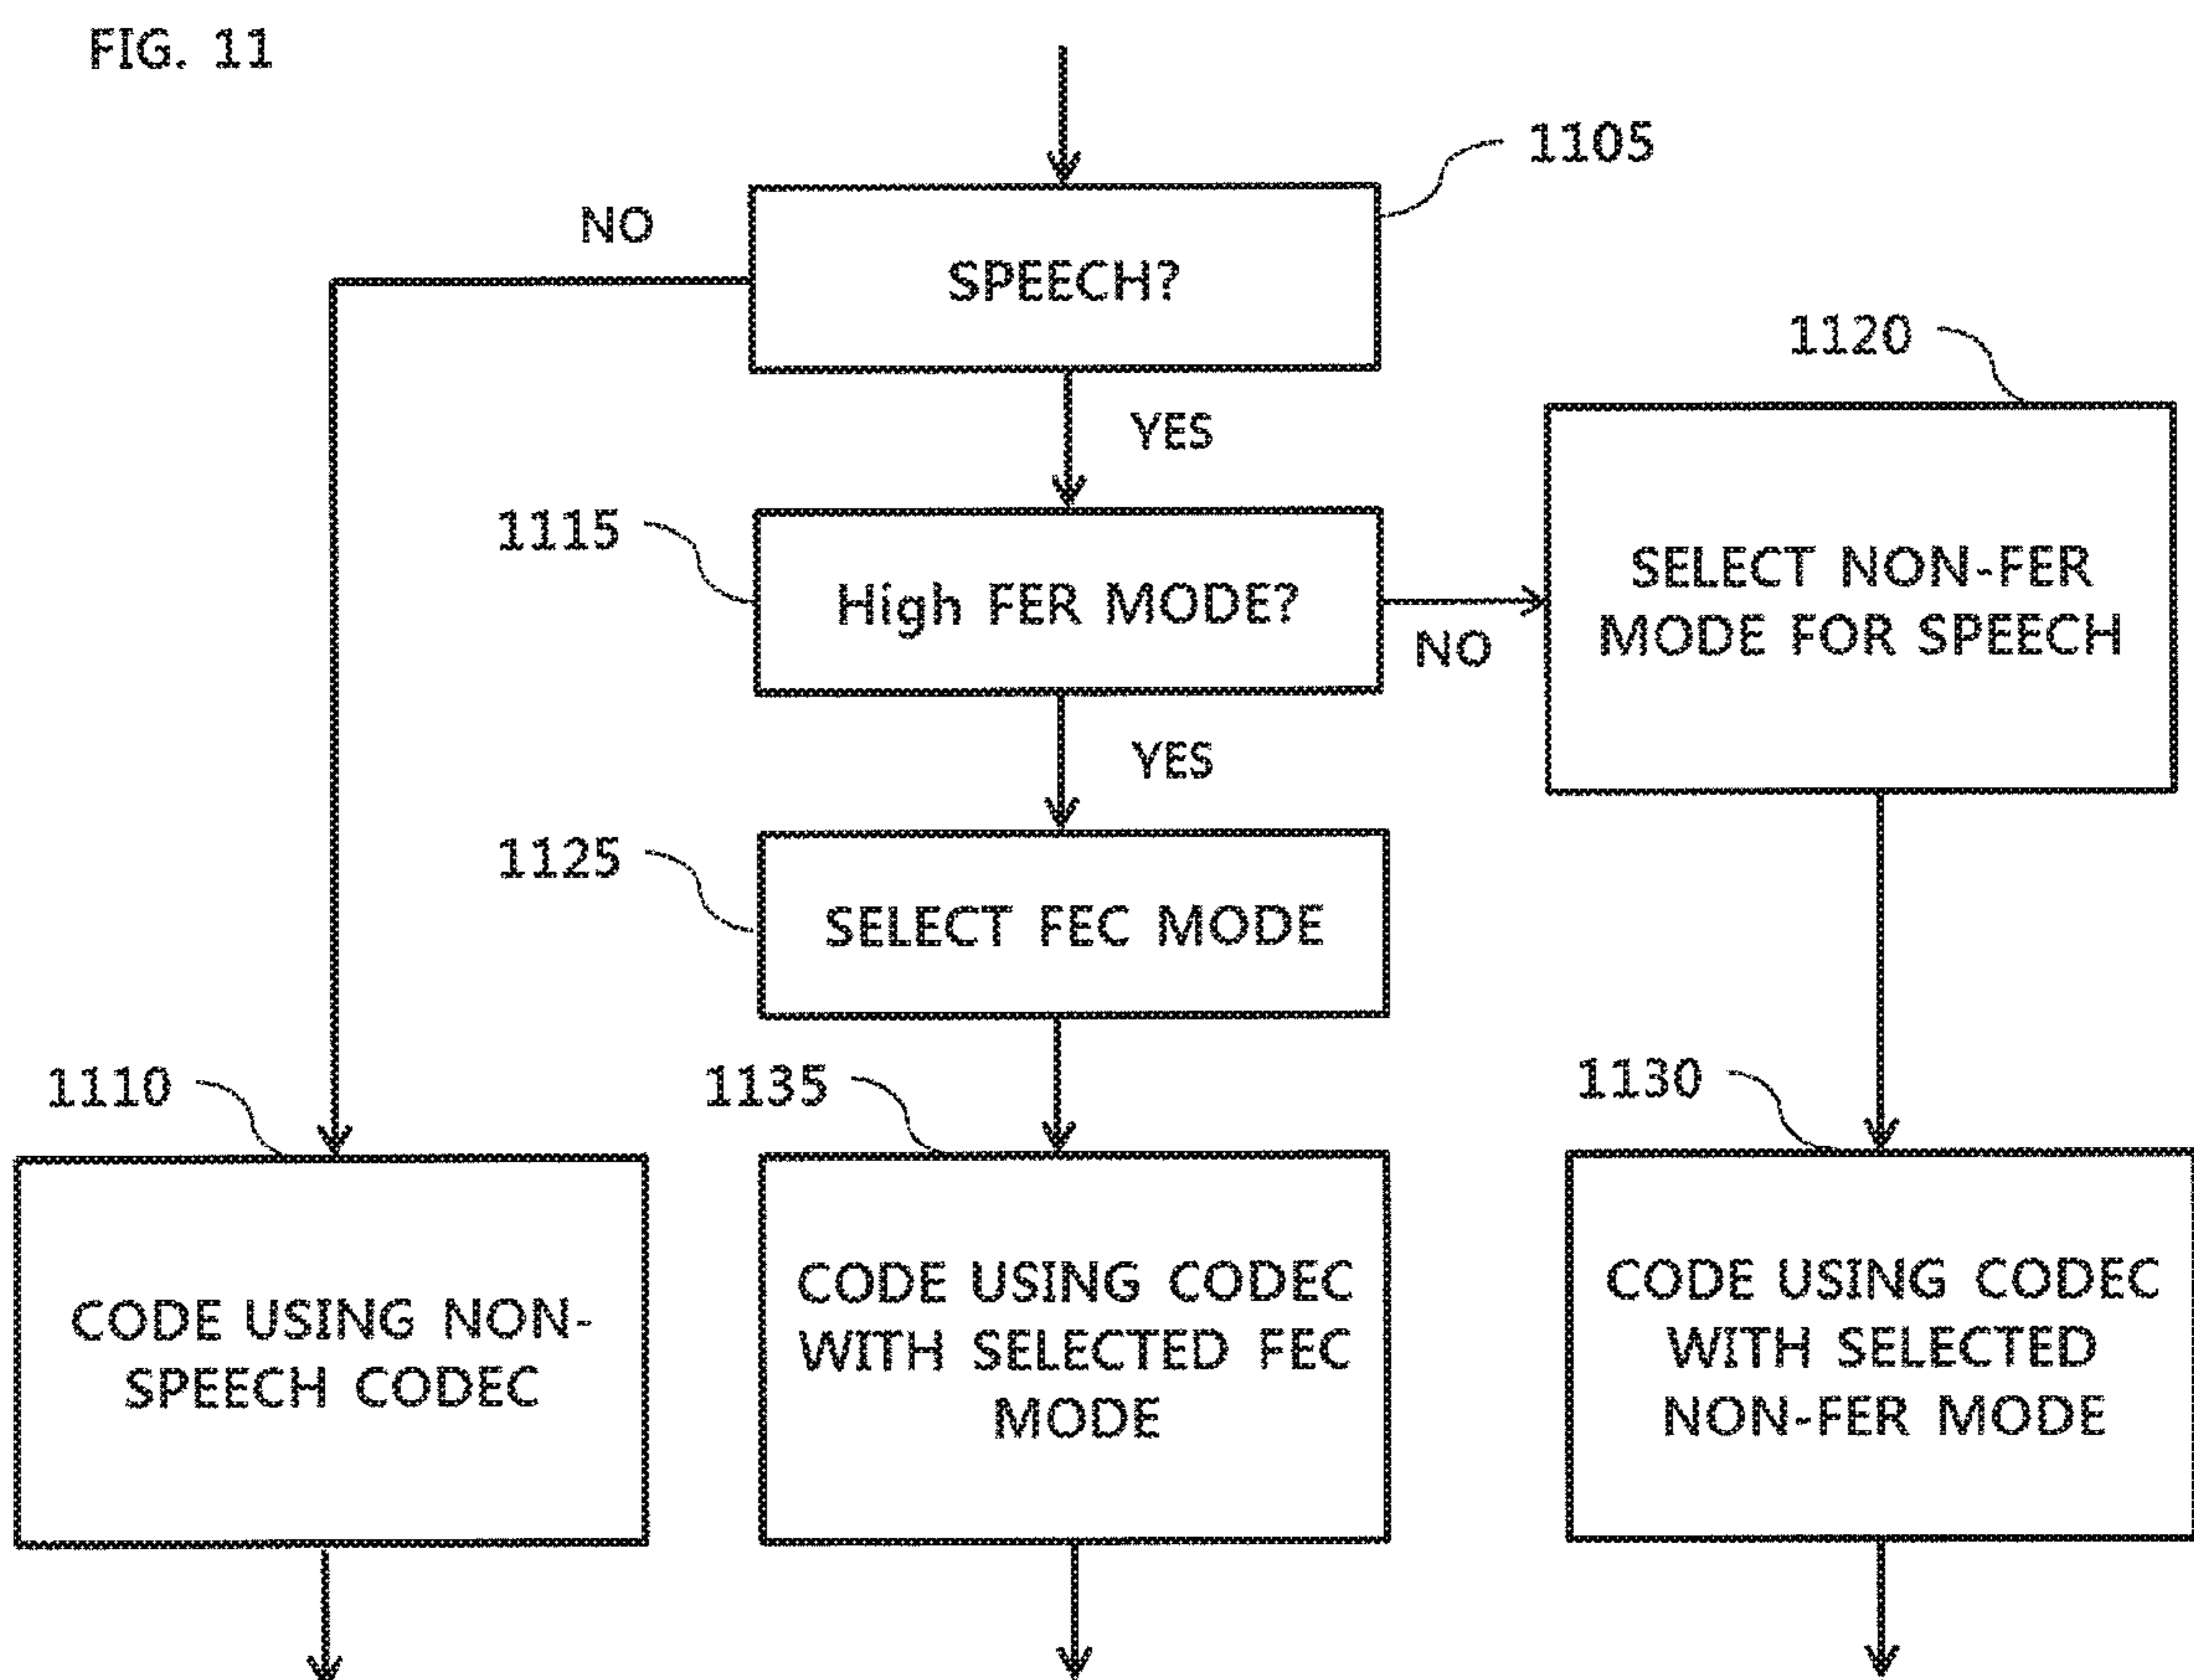 FIG. 11
1105
NO
SPEECH?
1120
YES
1115
High FER MODE?
NO
SELECT NON-FER
MODE FOR SPEECH
YES
1125
SELECT FEC MODE
1110
1135
1130
CODE USING NON-
SPEECH CODEC
CODE USING CODEC
WITH SELECTED FEC
MODE
CODE USING CODEC
WITH SELECTED
NON-FER MODE